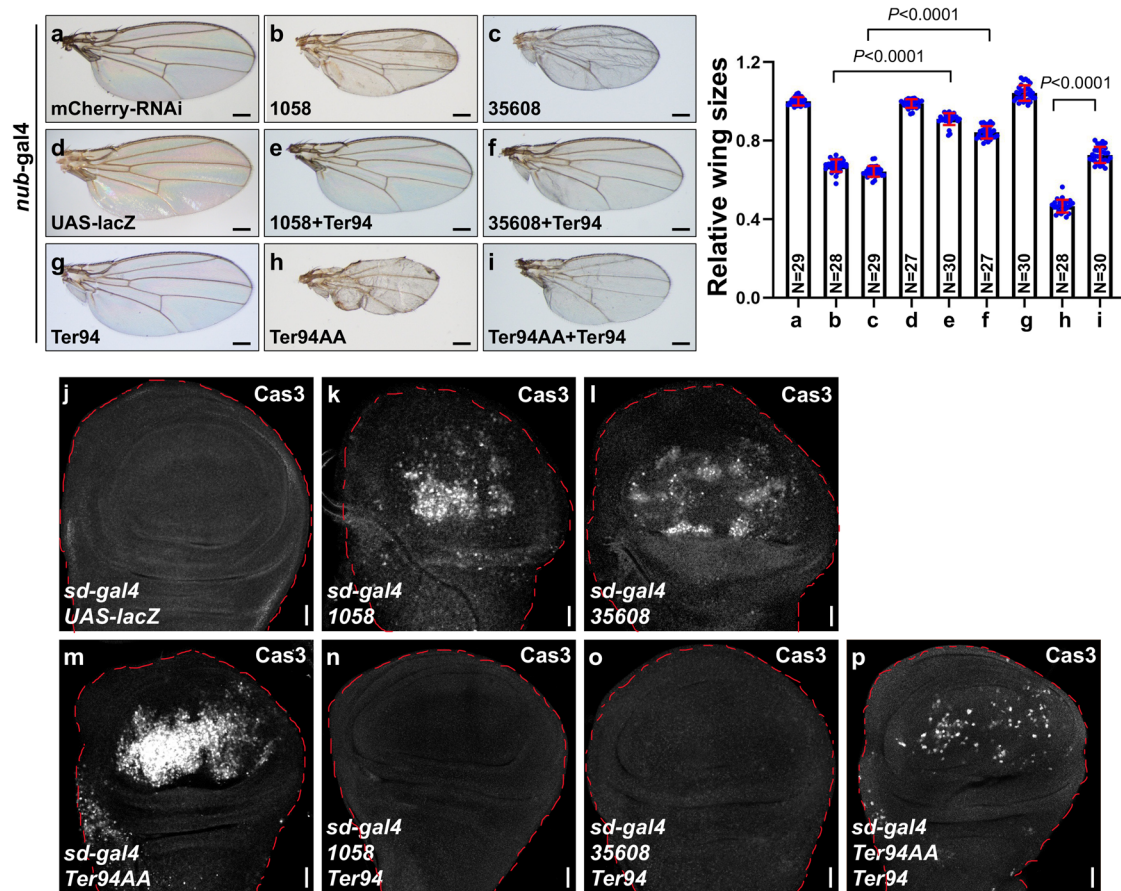 nub-gal4
a
mCherry-RNAi
b
1058
c
35608
d
UAS-lacZ
e
1058+Ter94
f
35608+Ter94
g
Ter94
h
Ter94AA
i
Ter94AA+Ter94
P<0.0001
P<0.0001
P<0.0001
Relative wing sizes
1.2
0.8
0.4
0.0
N=29
N=28
N=29
N=27
N=30
N=27
N=30
N=28
N=30
a b c d e f g h i
j
Cas3
sd-gal4
UAS-lacZ
k
Cas3
sd-gal4
1058
l
Cas3
sd-gal4
35608
m
Cas3
sd-gal4
Ter94AA
n
Cas3
sd-gal4
1058
Ter94
o
Cas3
sd-gal4
35608
Ter94
p
Cas3
sd-gal4
Ter94AA
Ter94